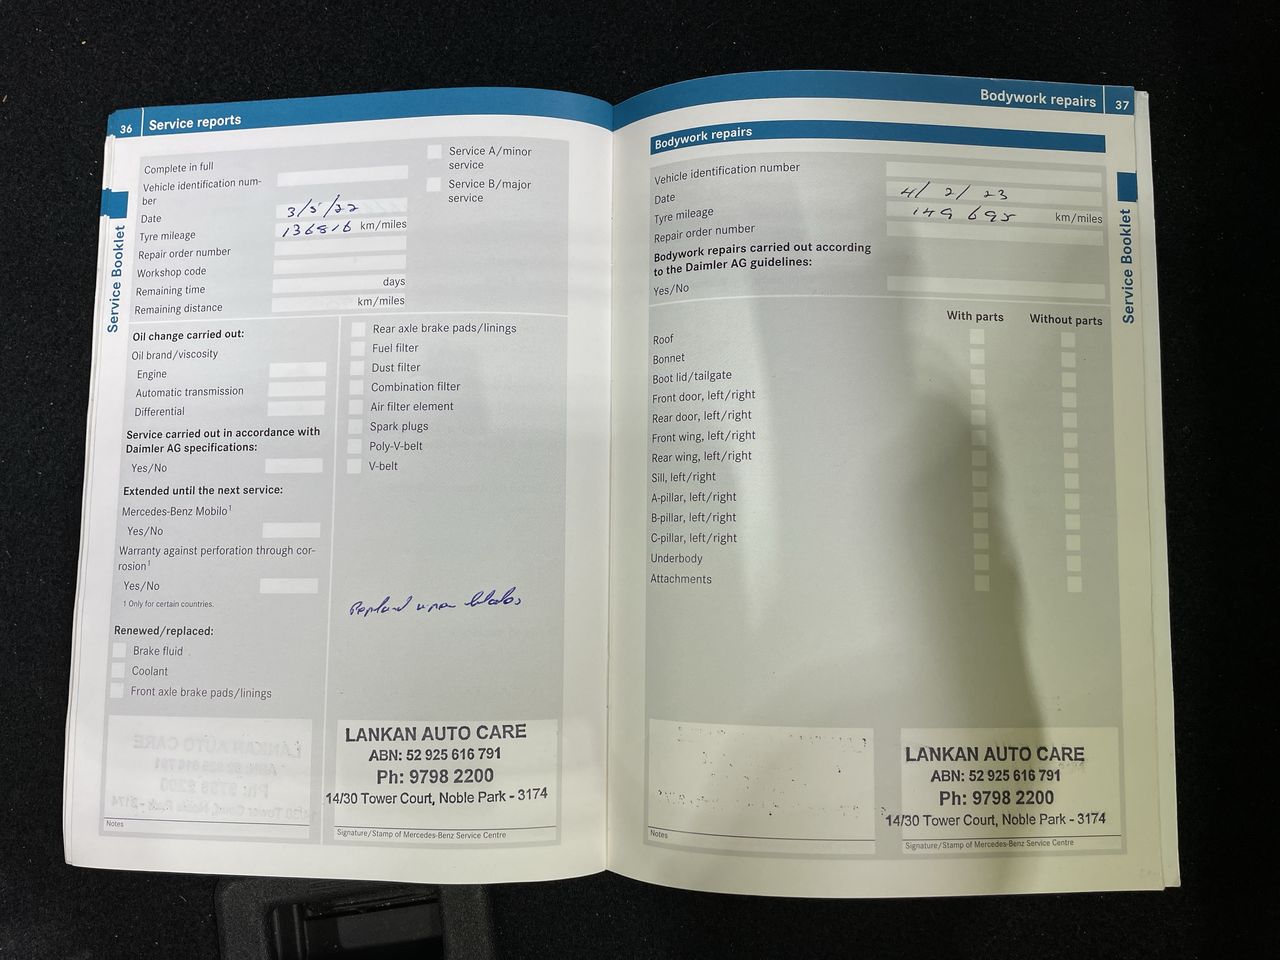 36 Service reports
Complete in full
Vehicle identification num-
ber
Date 3/5/22
Tyre mileage 136816 km/miles
Repair order number
Workshop code
Remaining time days
Remaining distance km/miles
Service A/minor
service
Service B/major
service
Oil change carried out:
Oil brand/viscosity
Engine
Automatic transmission
Differential
Service carried out in accordance with
Daimler AG specifications:
Yes/No
Extended until the next service:
Mercedes-Benz Mobilo1
Yes/No
Warranty against perforation through cor-
rosion1
Yes/No
1 Only for certain countries.
Renewed/replaced:
Brake fluid
Coolant
Front axle brake pads/linings
Rear axle brake pads/linings
Fuel filter
Dust filter
Combination filter
Air filter element
Spark plugs
Poly-V-belt
V-belt
blades
Notes
LANKAN AUTO CARE
ABN: 52 925 616 791
Ph: 9798 2200
14/30 Tower Court, Noble Park - 3174
Signature/Stamp of Mercedes-Benz Service Centre
Service Booklet
Bodywork repairs 37
Bodywork repairs
Vehicle identification number
Date 4/2/23
Tyre mileage 149695 km/miles
Repair order number
Bodywork repairs carried out according
to the Daimler AG guidelines:
Yes/No
With parts Without parts
Roof
Bonnet
Boot lid/tailgate
Front door, left/right
Rear door, left/right
Front wing, left/right
Rear wing, left/right
Sill, left/right
A-pillar, left/right
B-pillar, left/right
C-pillar, left/right
Underbody
Attachments
Notes
LANKAN AUTO CARE
ABN: 52 925 616 791
Ph: 9798 2200
14/30 Tower Court, Noble Park - 3174
Signature/Stamp of Mercedes-Benz Service Centre
Service Booklet